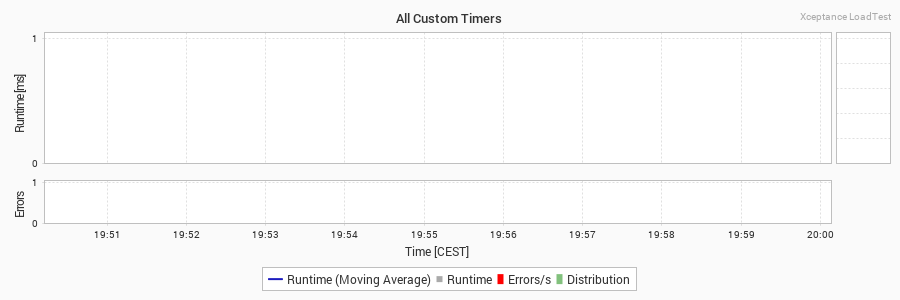 All Custom Timers
Xceptance LoadTest
Runtime [ms]
1
0
Errors
1
0
19:51 19:52 19:53 19:54 19:55 19:56 19:57 19:58 19:59 20:00
Time [CEST]
Runtime (Moving Average) Runtime Errors/s Distribution